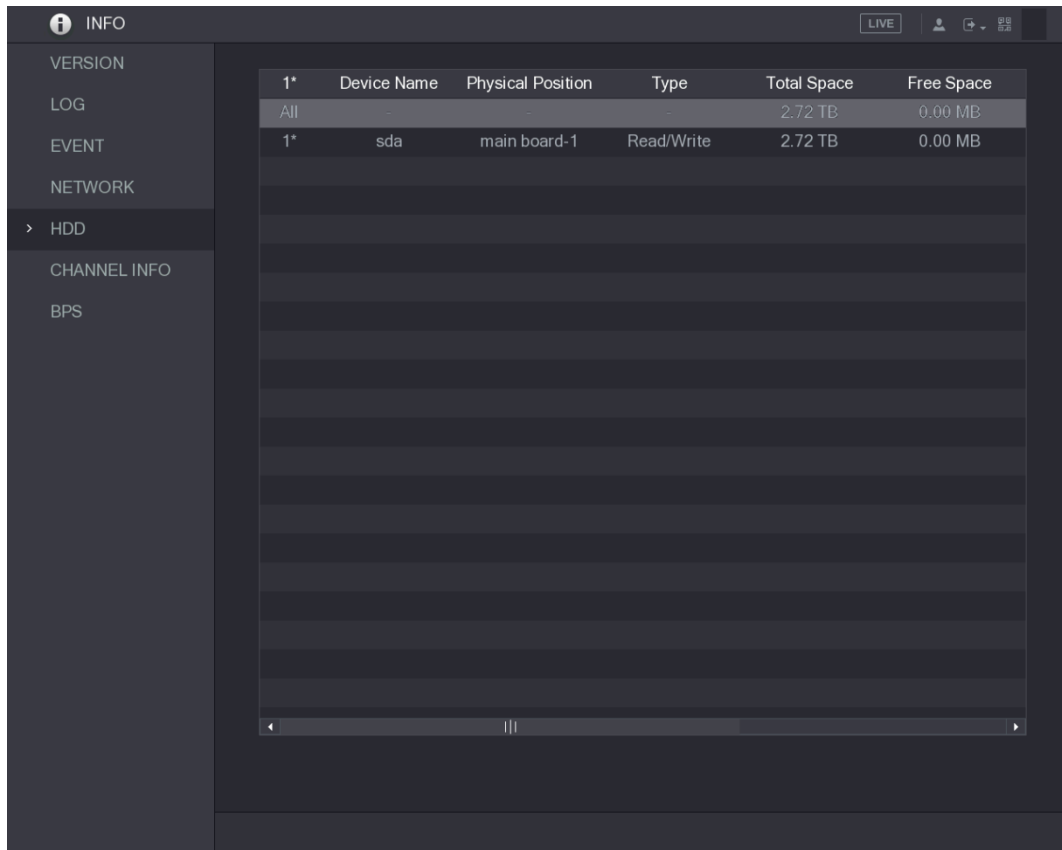 INFO
LIVE
VERSION
LOG
EVENT
NETWORK
HDD
CHANNEL INFO
BPS
1* Device Name Physical Position Type Total Space Free Space
All - - - 2.72 TB 0.00 MB
1* sda main board-1 Read/Write 2.72 TB 0.00 MB